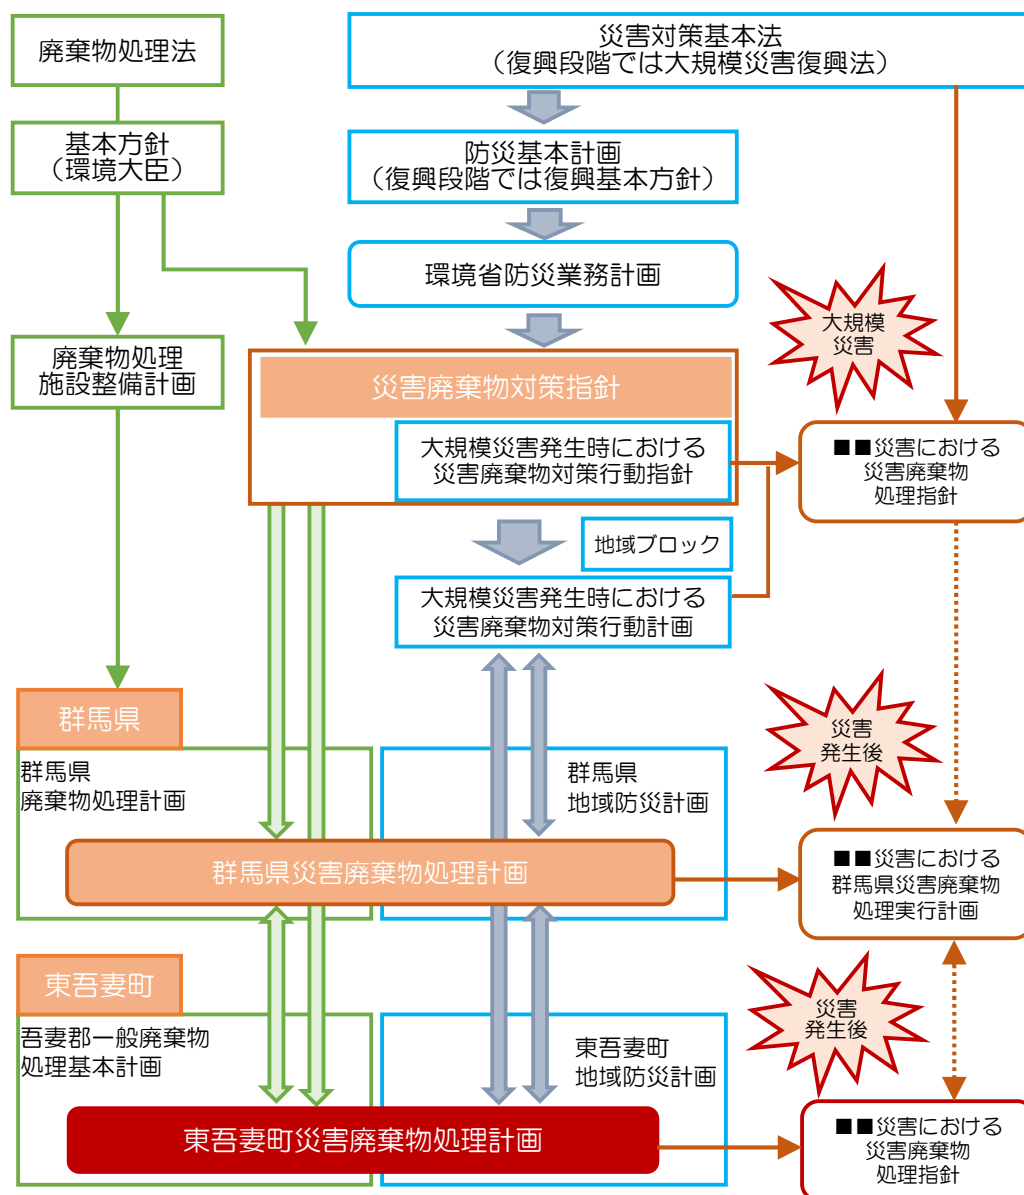 廃棄物処理法
災害対策基本法
（復興段階では大規模災害復興法）
基本方針
（環境大臣）
防災基本計画
（復興段階では復興基本方針）
環境省防災業務計画
大規模
災害
廃棄物処理
施設整備計画
災害廃棄物対策指針
大規模災害発生時における
災害廃棄物対策行動指針
■■災害における
災害廃棄物
処理指針
地域ブロック
大規模災害発生時における
災害廃棄物対策行動計画
群馬県
災害
発生後
群馬県
廃棄物処理計画
群馬県
地域防災計画
群馬県災害廃棄物処理計画
■■災害における
群馬県災害廃棄物
処理実行計画
東吾妻町
災害
発生後
吾妻郡一般廃棄物
処理基本計画
東吾妻町
地域防災計画
東吾妻町災害廃棄物処理計画
■■災害における
災害廃棄物
処理指針